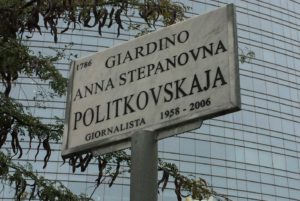 1786
GIARDINO
ANNA STEPANOVNA
POLITKOVSKAJA
GIORNALISTA 1958 - 2006